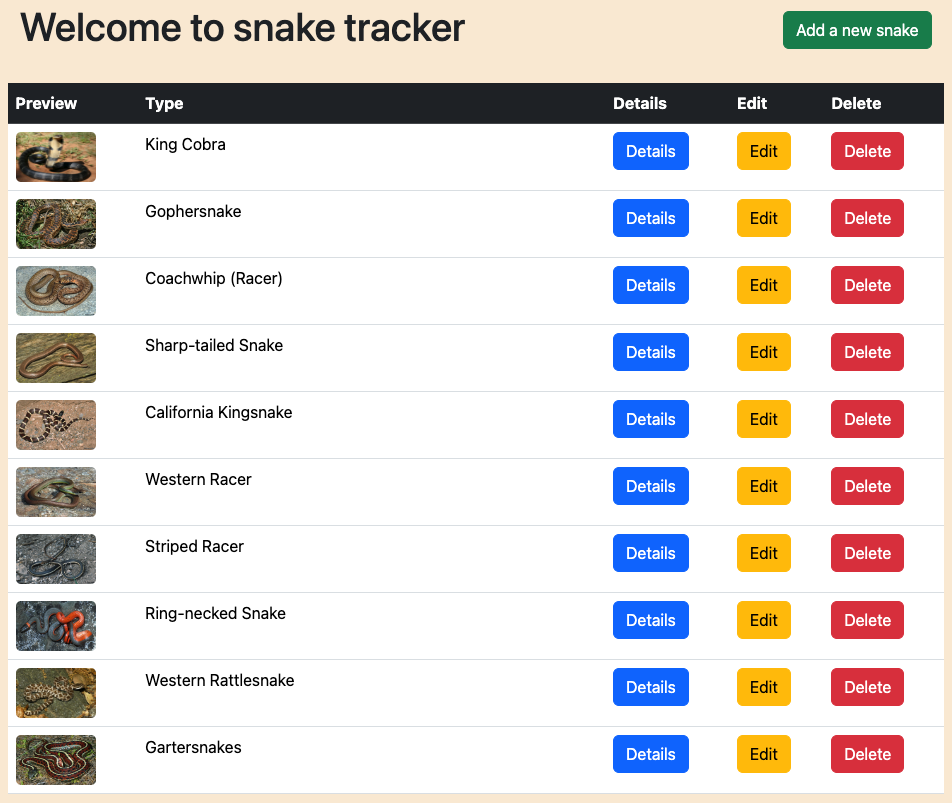 Welcome to snake tracker
Add a new snake
Preview Type Details Edit Delete
King Cobra Details Edit Delete
Gophersnake Details Edit Delete
Coachwhip (Racer) Details Edit Delete
Sharp-tailed Snake Details Edit Delete
California Kingsnake Details Edit Delete
Western Racer Details Edit Delete
Striped Racer Details Edit Delete
Ring-necked Snake Details Edit Delete
Western Rattlesnake Details Edit Delete
Gartersnakes Details Edit Delete